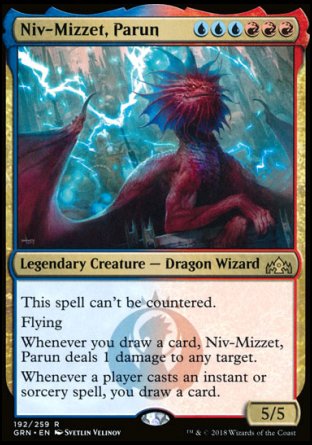 Niv-Mizzet, Parun
Legendary Creature — Dragon Wizard
This spell can't be countered.
Flying
Whenever you draw a card, Niv-Mizzet,
Parun deals 1 damage to any target.
Whenever a player casts an instant or
sorcery spell, you draw a card.
5/5
192/259 R
GRN • EN Svetlin Velinov
™ & © 2018 Wizards of the Coast